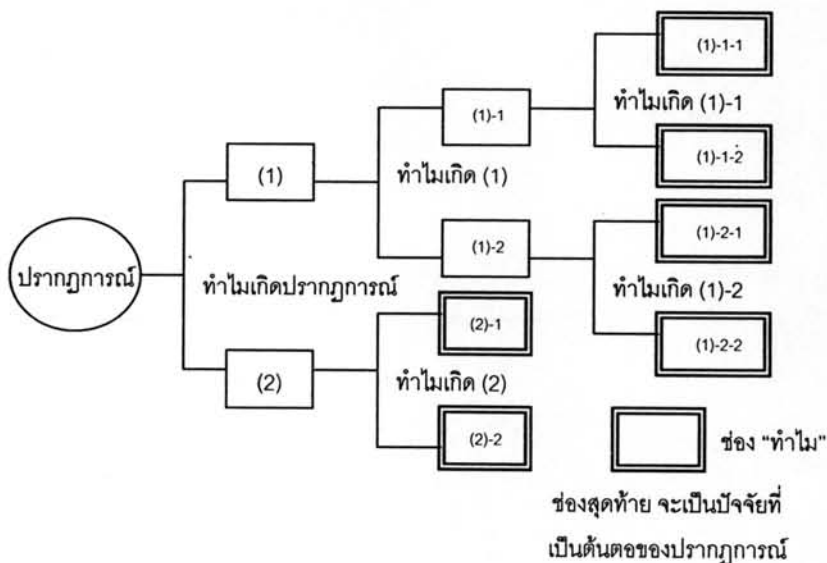 (1)-1-1
ทำไมเกิด (1)-1
(1)-1
(1)-1-2
(1)
ทำไมเกิด (1)
(1)-2
(1)-2-1
ทำไมเกิด (1)-2
(1)-2-2
ปรากฏการณ์
ทำไมเกิดปรากฏการณ์
(2)-1
(2)
ทำไมเกิด (2)
(2)-2
ช่อง "ทำไม"
ช่องสุดท้าย จะเป็นปัจจัยที่
เป็นต้นตอของปรากฏการณ์